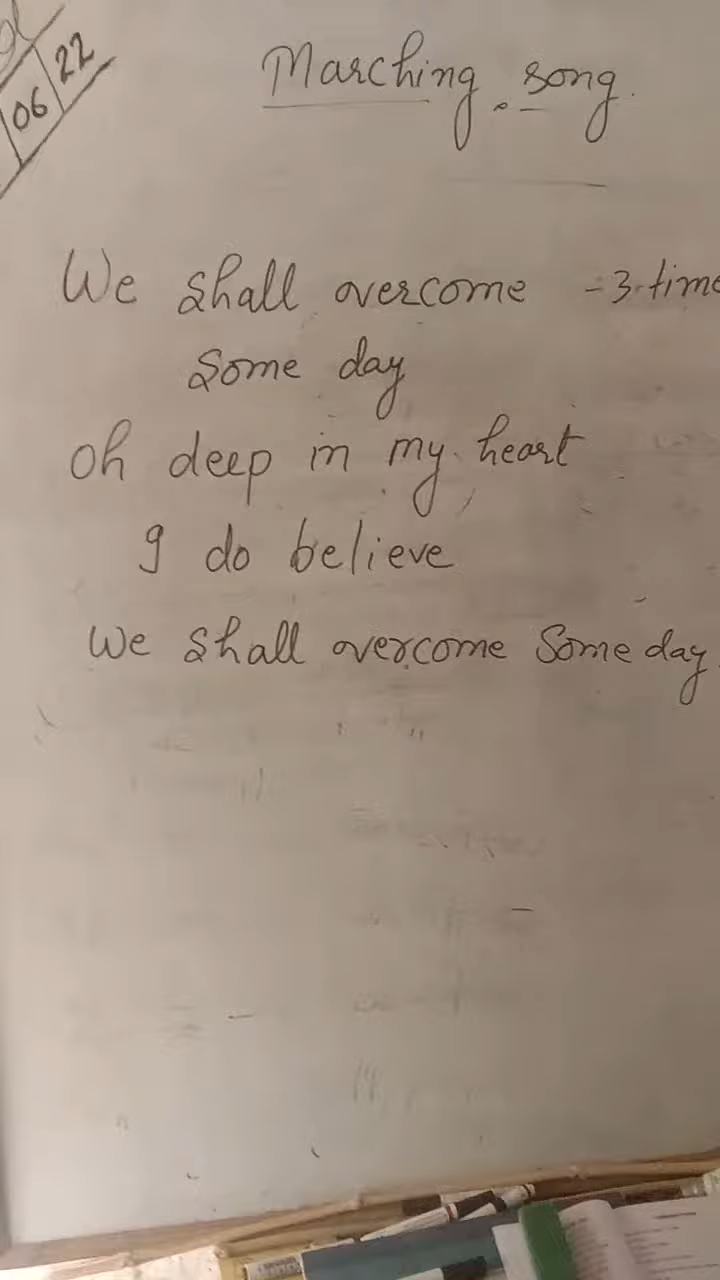 06 22
Marching song.
We shall overcome - 3 time
Some day
Oh deep in my heart
I do believe
We shall overcome Some day.